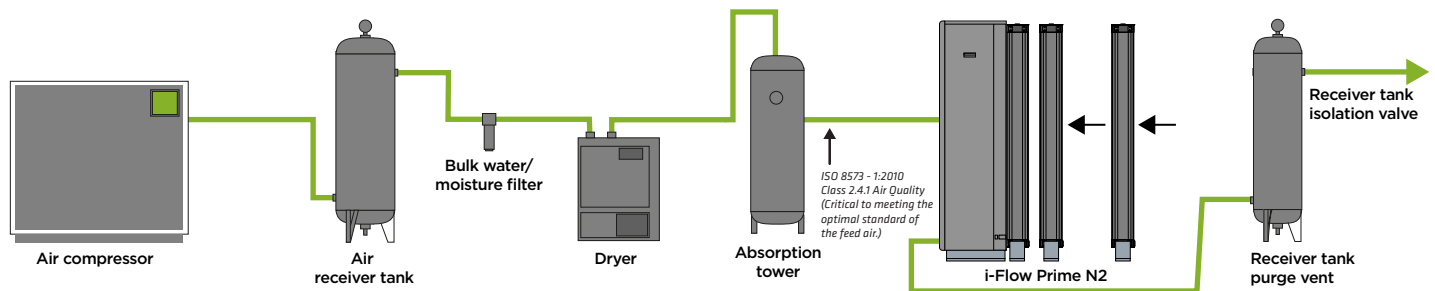 Air compressor
Air
receiver tank
Bulk water/
moisture filter
Dryer
Absorption
tower
ISO 8573 - 1:2010
Class 2.4.1 Air Quality
(Critical to meeting the
optimal standard of
the feed air.)
i-Flow Prime N2
Receiver tank
purge vent
Receiver tank
isolation valve